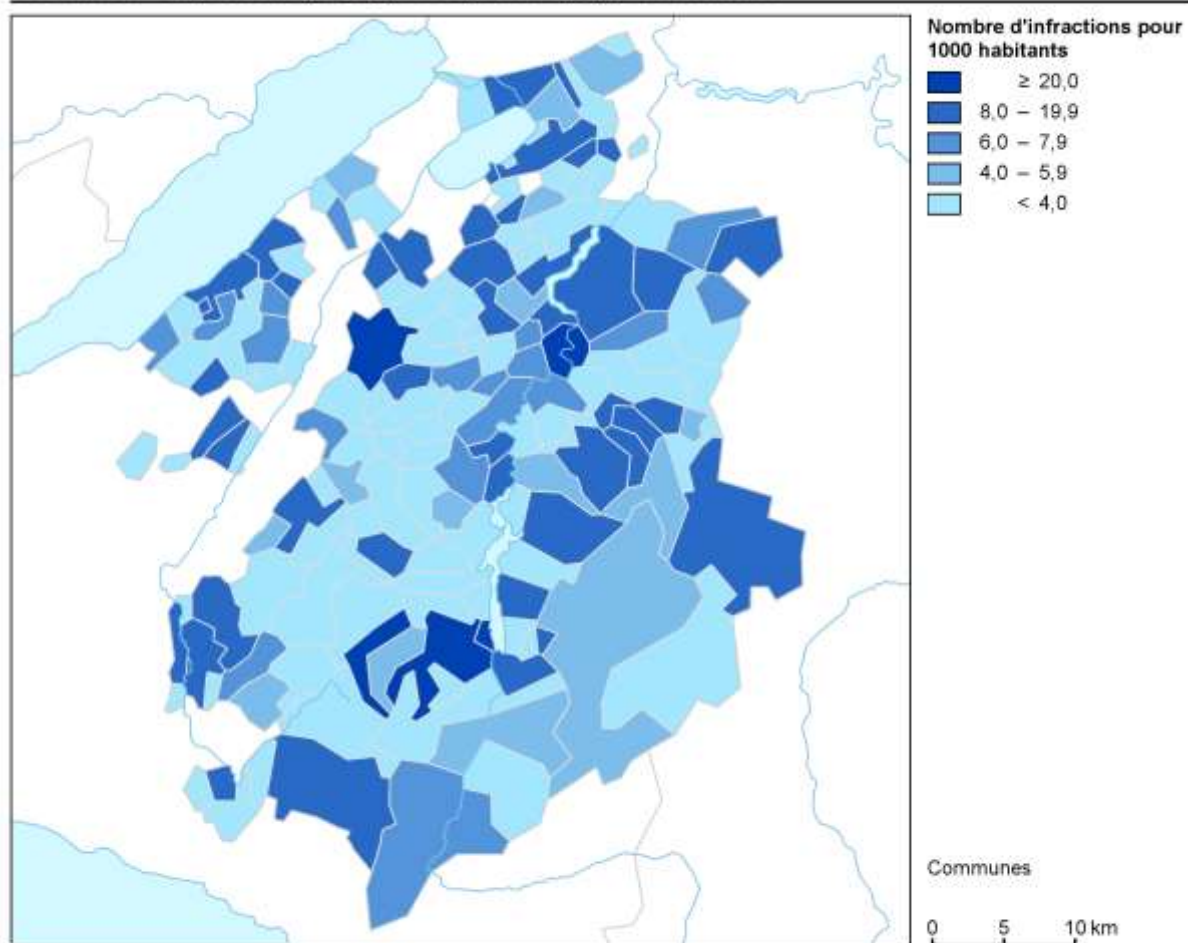 Nombre d'infractions pour
1000 habitants
≥ 20,0
8,0 – 19,9
6,0 – 7,9
4,0 – 5,9
< 4,0
Communes
0 5 10 km